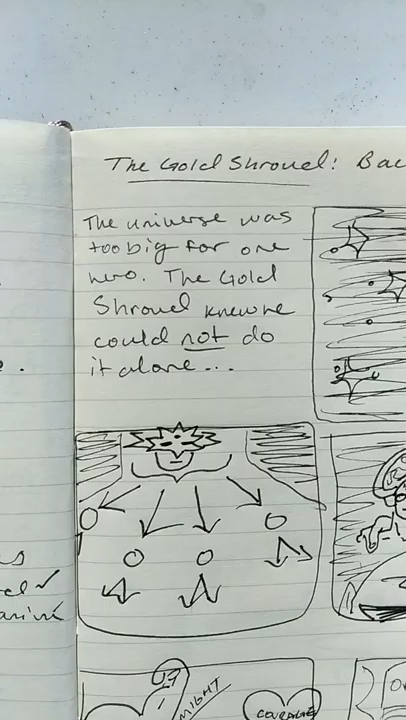 The Gold Shroud: Bac
The universe was
too big for one
hero. The Gold
Shroud knew he
could not do
it alone...
MIGHT
COURAGE